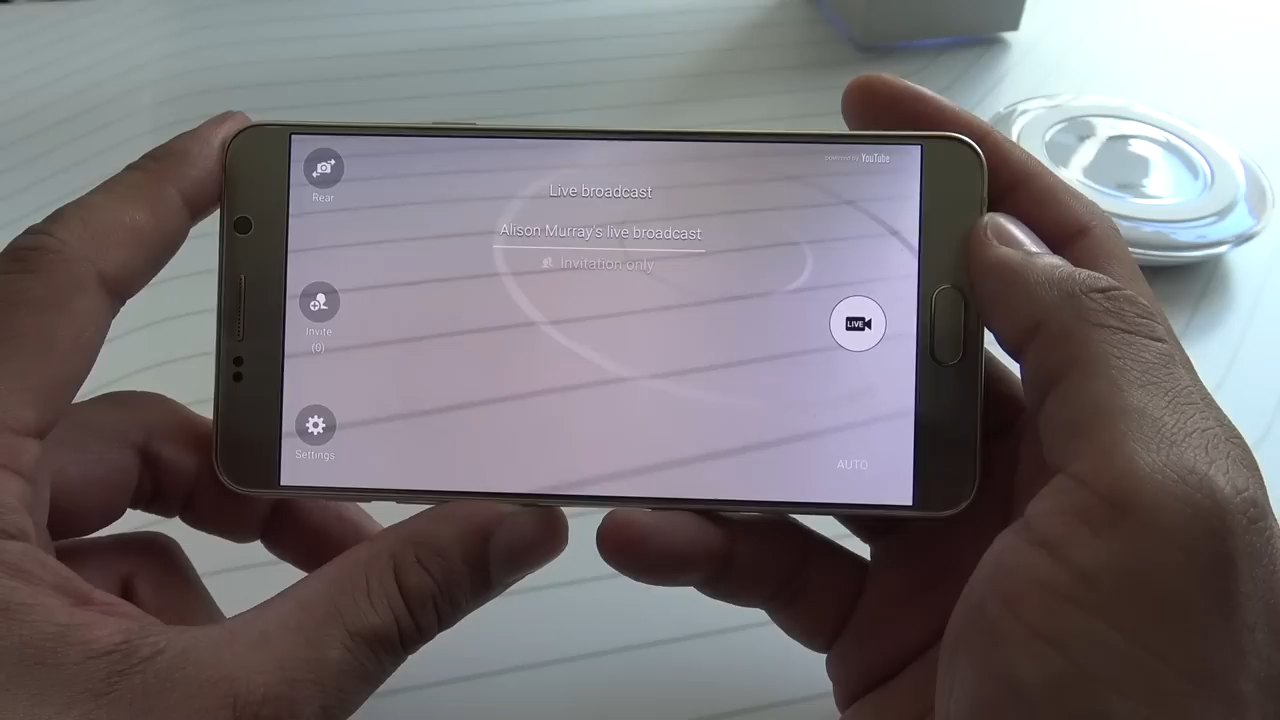 Rear
powered by YouTube
Live broadcast
Alison Murray's live broadcast
Invitation only
Invite
(0)
LIVE
Settings
AUTO